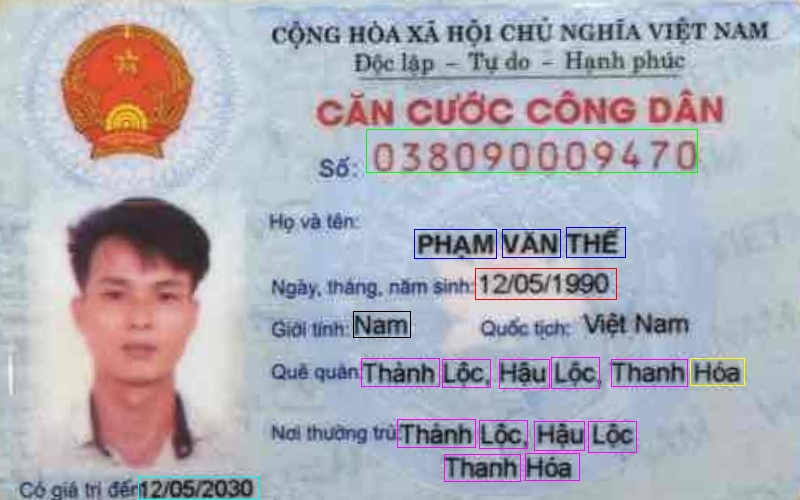 CỘNG HÒA XÃ HỘI CHỦ NGHĨA VIỆT NAM
Độc lập – Tự do – Hạnh phúc
CĂN CƯỚC CÔNG DÂN
Số: 038090009470
Họ và tên:
PHẠM VĂN THẾ
Ngày, tháng, năm sinh: 12/05/1990
Giới tính: Nam Quốc tịch: Việt Nam
Quê quán: Thành Lộc, Hậu Lộc, Thanh Hóa
Nơi thường trú: Thành Lộc, Hậu Lộc
Thanh Hóa
Có giá trị đến 12/05/2030